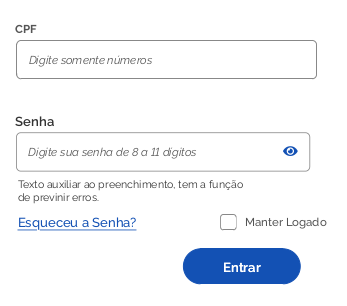 CPF
Digite somente números
Senha
Digite sua senha de 8 a 11 digitos
Texto auxiliar ao preenchimento, tem a função
de previnir erros.
Esqueceu a Senha?
Manter Logado
Entrar